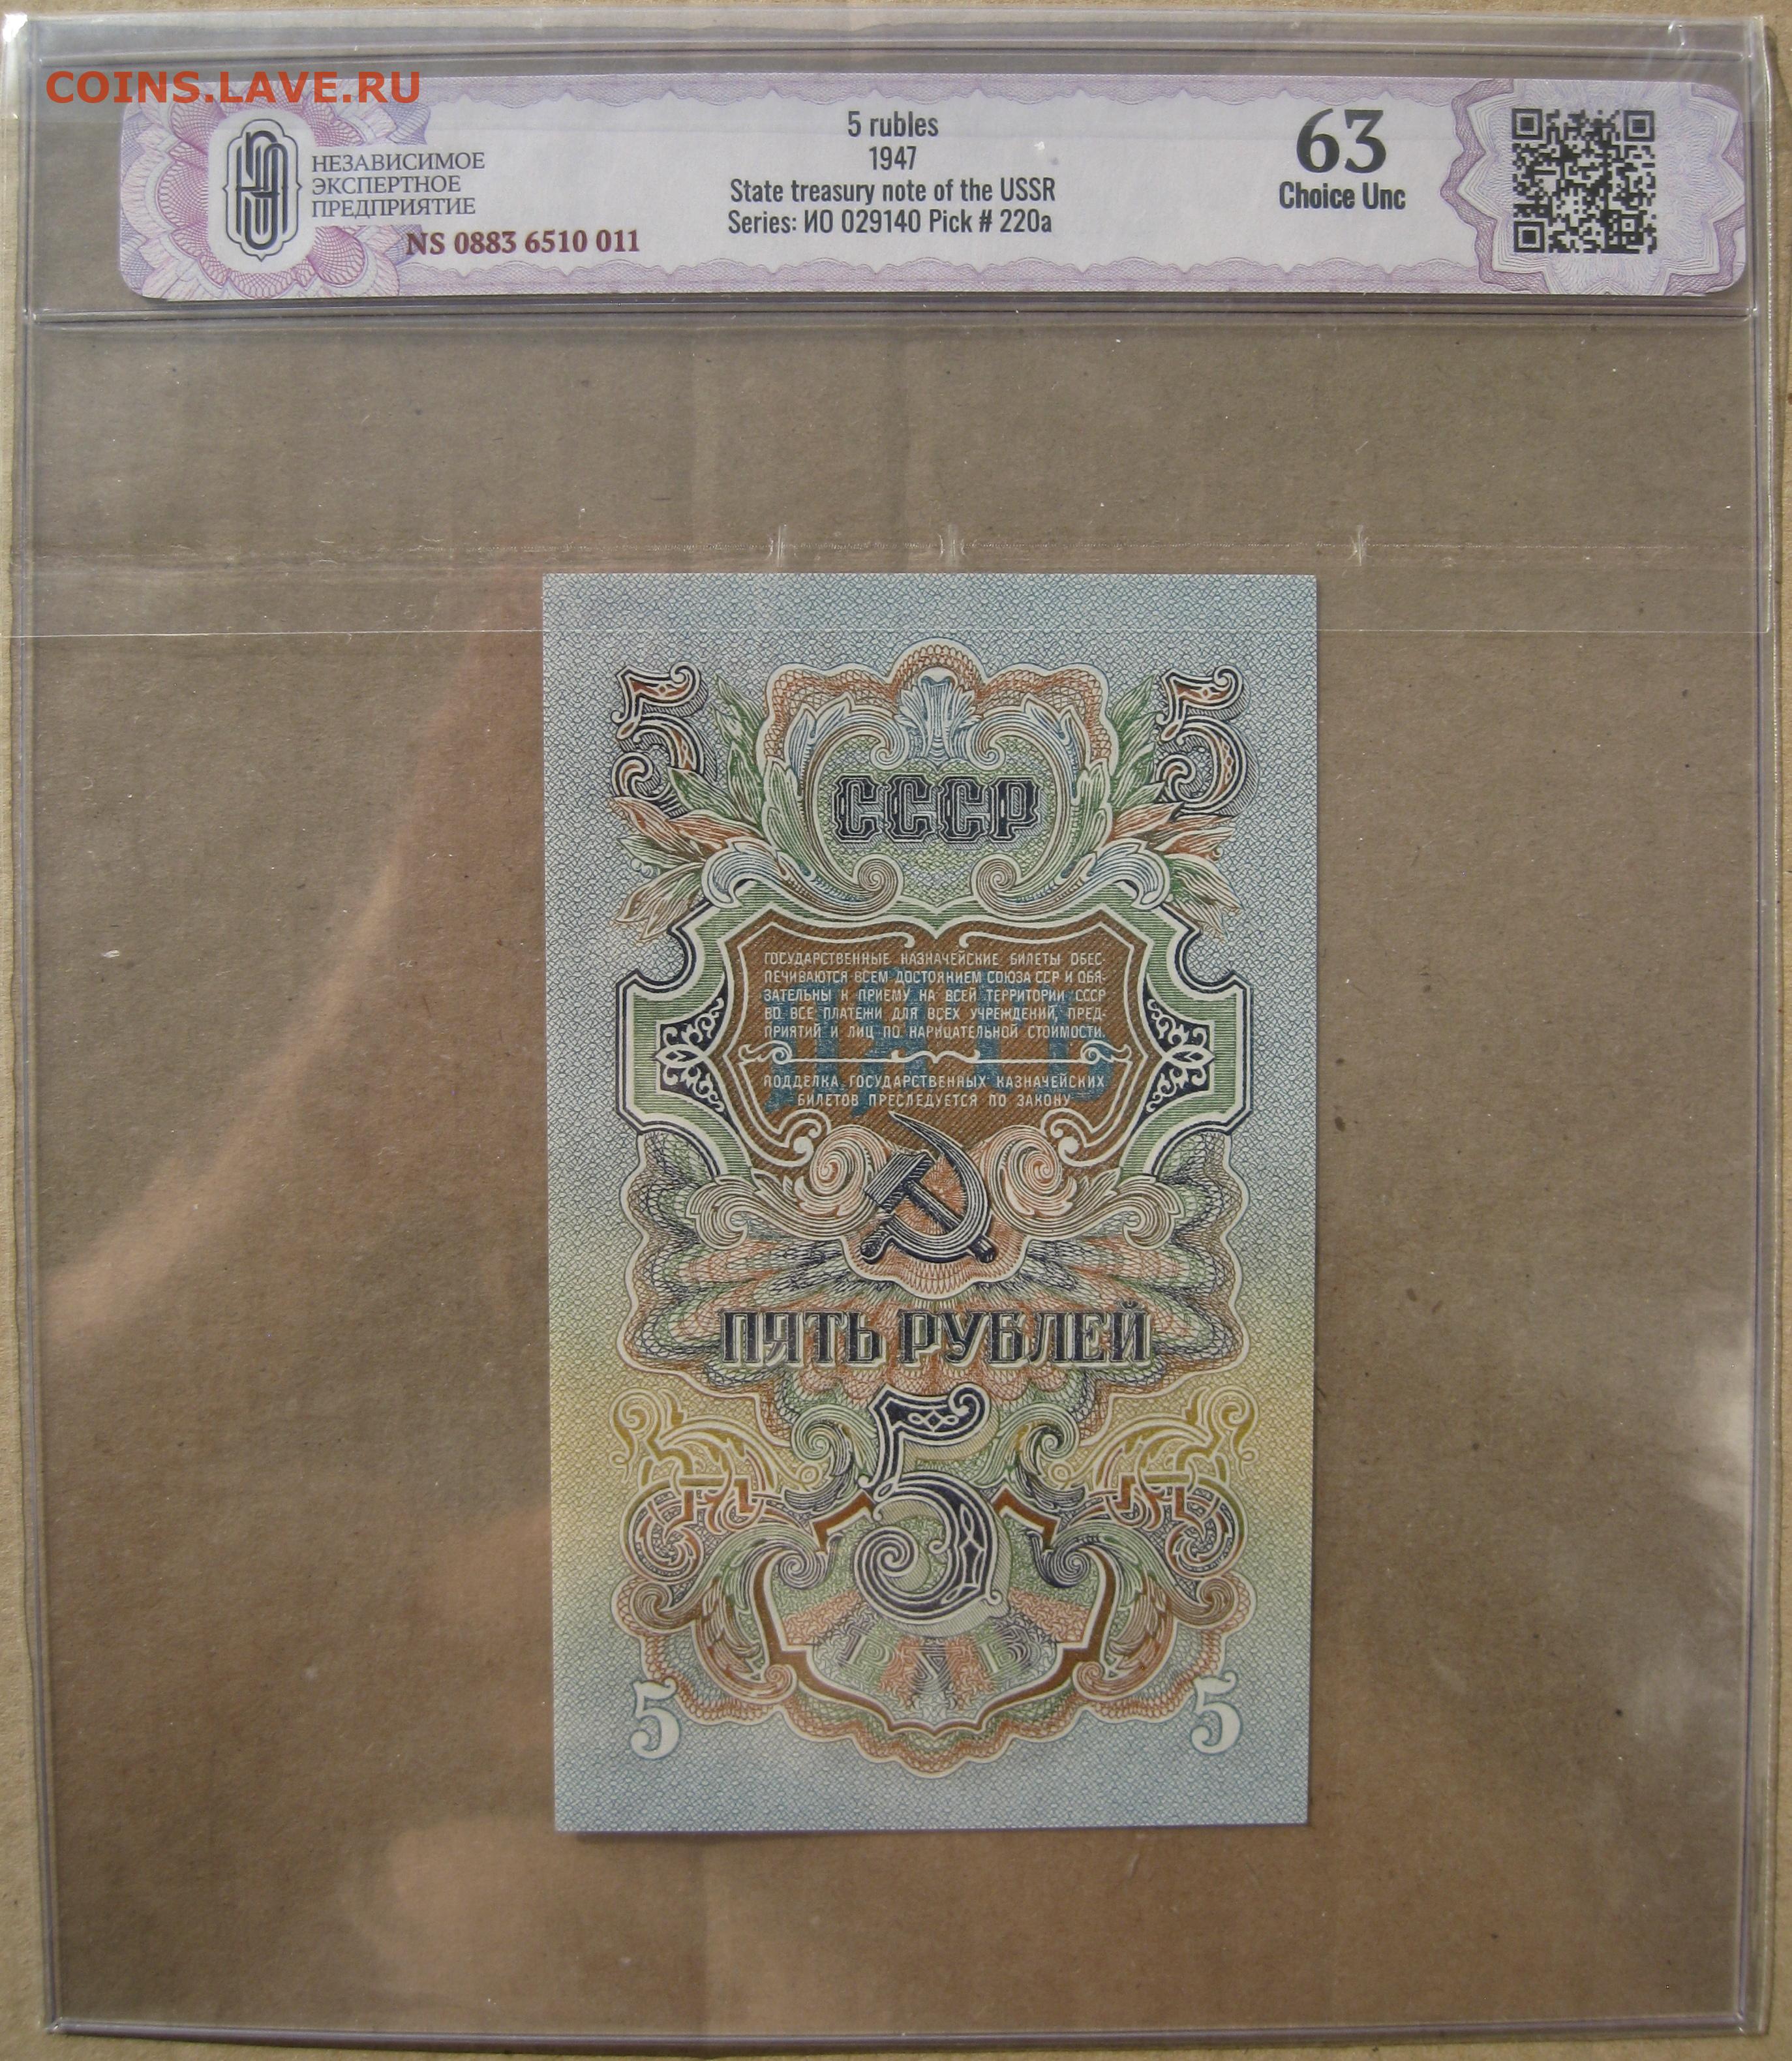 COINS.LAVE.RU
НЕЗАВИСИМОЕ
ЭКСПЕРТНОЕ
ПРЕДПРИЯТИЕ
NS 0883 6510 011
5 rubles
1947
State treasury note of the USSR
Series: ИО 029140 Pick # 220a
63
Choice Unc
5 5
СССР
ГОСУДАРСТВЕННЫЕ КАЗНАЧЕЙСКИЕ БИЛЕТЫ ОБЕС-
ПЕЧИВАЮТСЯ ВСЕМ ДОСТОЯНИЕМ СОЮЗА ССР И ОБЯ-
ЗАТЕЛЬНЫ К ПРИЕМУ НА ВСЕЙ ТЕРРИТОРИИ СССР
ВО ВСЕ ПЛАТЕЖИ ДЛЯ ВСЕХ УЧРЕЖДЕНИЙ, ПРЕД-
ПРИЯТИЙ И ЛИЦ ПО НАРИЦАТЕЛЬНОЙ СТОИМОСТИ.
ПЯТЬ
ПОДДЕЛКА ГОСУДАРСТВЕННЫХ КАЗНАЧЕЙСКИХ
БИЛЕТОВ ПРЕСЛЕДУЕТСЯ ПО ЗАКОНУ
ПЯТЬ РУБЛЕЙ
5
РУБ
5 5